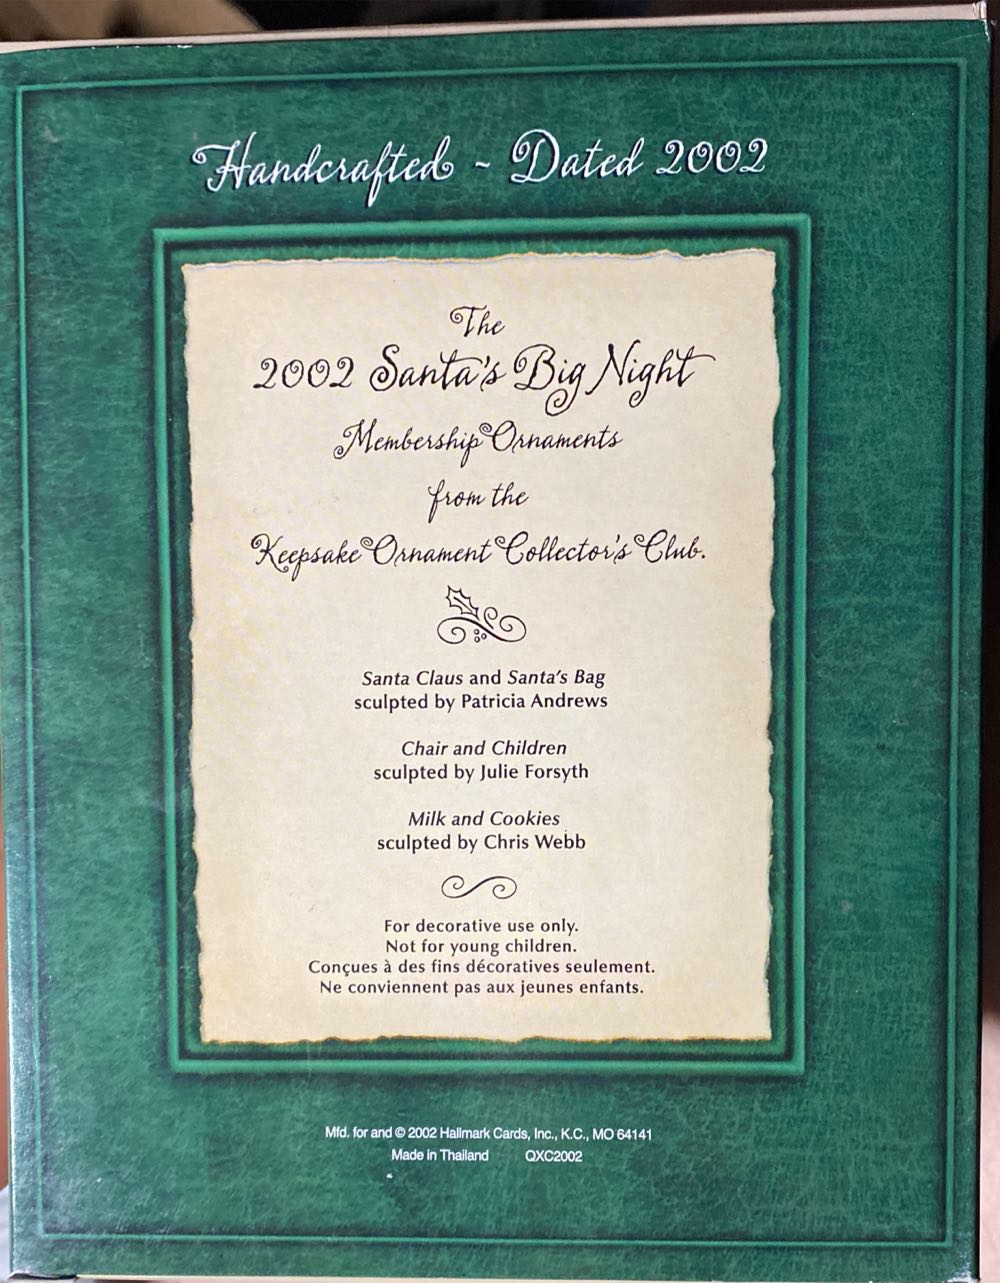 Handcrafted ~ Dated 2002
The
2002 Santa's Big Night
Membership Ornaments
from the
Keepsake Ornament Collector's Club.
Santa Claus and Santa's Bag
sculpted by Patricia Andrews
Chair and Children
sculpted by Julie Forsyth
Milk and Cookies
sculpted by Chris Webb
For decorative use only.
Not for young children.
Conçues à des fins décoratives seulement.
Ne conviennent pas aux jeunes enfants.
Mfd. for and © 2002 Hallmark Cards, Inc., K.C., MO 64141
Made in Thailand QXC2002